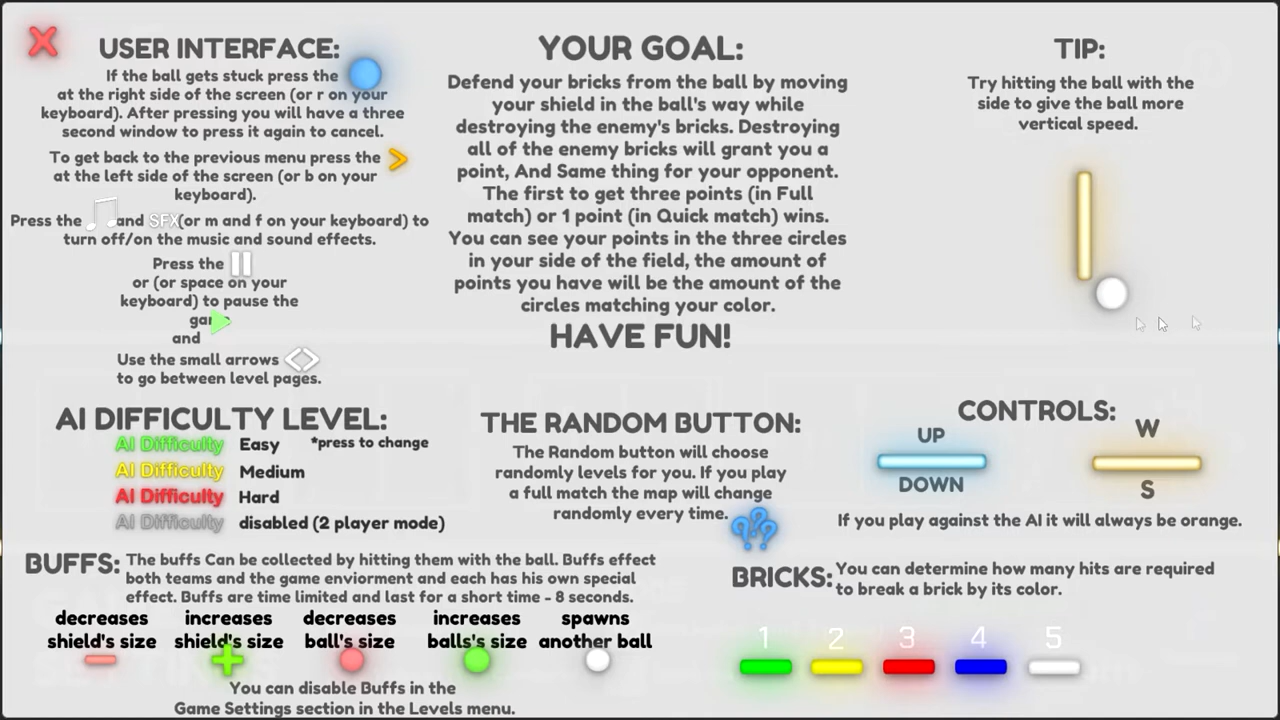 USER INTERFACE:
If the ball gets stuck press the
at the right side of the screen (or r on your
keyboard). After pressing you will have a three
second window to press it again to cancel.
To get back to the previous menu press the
at the left side of the screen (or b on your
keyboard).
Press the and SFX(or m and f on your keyboard) to
turn off/on the music and sound effects.
Press the
or (or space on your
keyboard) to pause the
game
and
Use the small arrows
to go between level pages.
YOUR GOAL:
Defend your bricks from the ball by moving
your shield in the ball's way while
destroying the enemy's bricks. Destroying
all of the enemy bricks will grant you a
point, And Same thing for your opponent.
The first to get three points (in Full
match) or 1 point (in Quick match) wins.
You can see your points in the three circles
in your side of the field, the amount of
points you have will be the amount of the
circles matching your color.
HAVE FUN!
TIP:
Try hitting the ball with the
side to give the ball more
vertical speed.
AI DIFFICULTY LEVEL:
AI Difficulty Easy *press to change
AI Difficulty Medium
AI Difficulty Hard
AI Difficulty disabled (2 player mode)
THE RANDOM BUTTON:
The Random button will choose
randomly levels for you. If you play
a full match the map will change
randomly every time.
??
CONTROLS:
UP W
DOWN S
If you play against the AI it will always be orange.
BUFFS: The buffs Can be collected by hitting them with the ball. Buffs effect
both teams and the game enviorment and each has his own special
effect. Buffs are time limited and last for a short time - 8 seconds.
decreases increases decreases increases spawns
shield's size shield's size ball's size balls's size another ball
You can disable Buffs in the
Game Settings section in the Levels menu.
BRICKS: You can determine how many hits are required
to break a brick by its color.
1 2 3 4 5